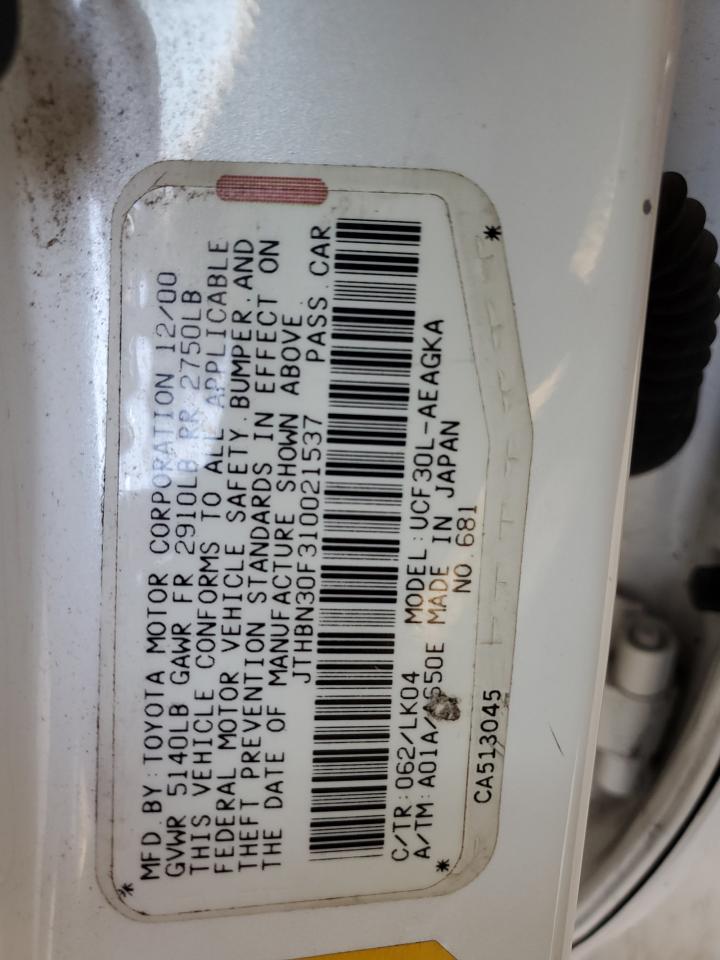 MFD. BY: TOYOTA MOTOR CORPORATION 12/00
GVWR 5140LB GAWR FR 2910LB RR 2750LB
THIS VEHICLE CONFORMS TO ALL APPLICABLE
FEDERAL MOTOR VEHICLE SAFETY, BUMPER, AND
THEFT PREVENTION STANDARDS IN EFFECT ON
THE DATE OF MANUFACTURE SHOWN ABOVE.
JTHBN30F310021537 PASS. CAR
C/TR: 062/LK04 MODEL: UCF30L-AEAGKA
A/TM: A01A/A650E MADE IN JAPAN
NO. 681
CA513045